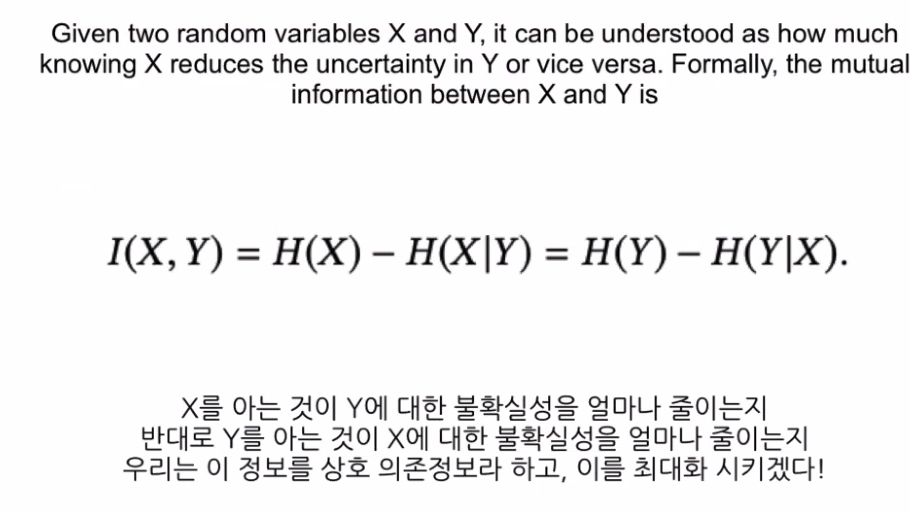 Given two random variables X and Y, it can be understood as how much
knowing X reduces the uncertainty in Y or vice versa. Formally, the mutual
information between X and Y is
I(X, Y) = H(X) − H(X|Y) = H(Y) − H(Y|X).
X를 아는 것이 Y에 대한 불확실성을 얼마나 줄이는지
반대로 Y를 아는 것이 X에 대한 불확실성을 얼마나 줄이는지
우리는 이 정보를 상호 의존정보라 하고, 이를 최대화 시키겠다!